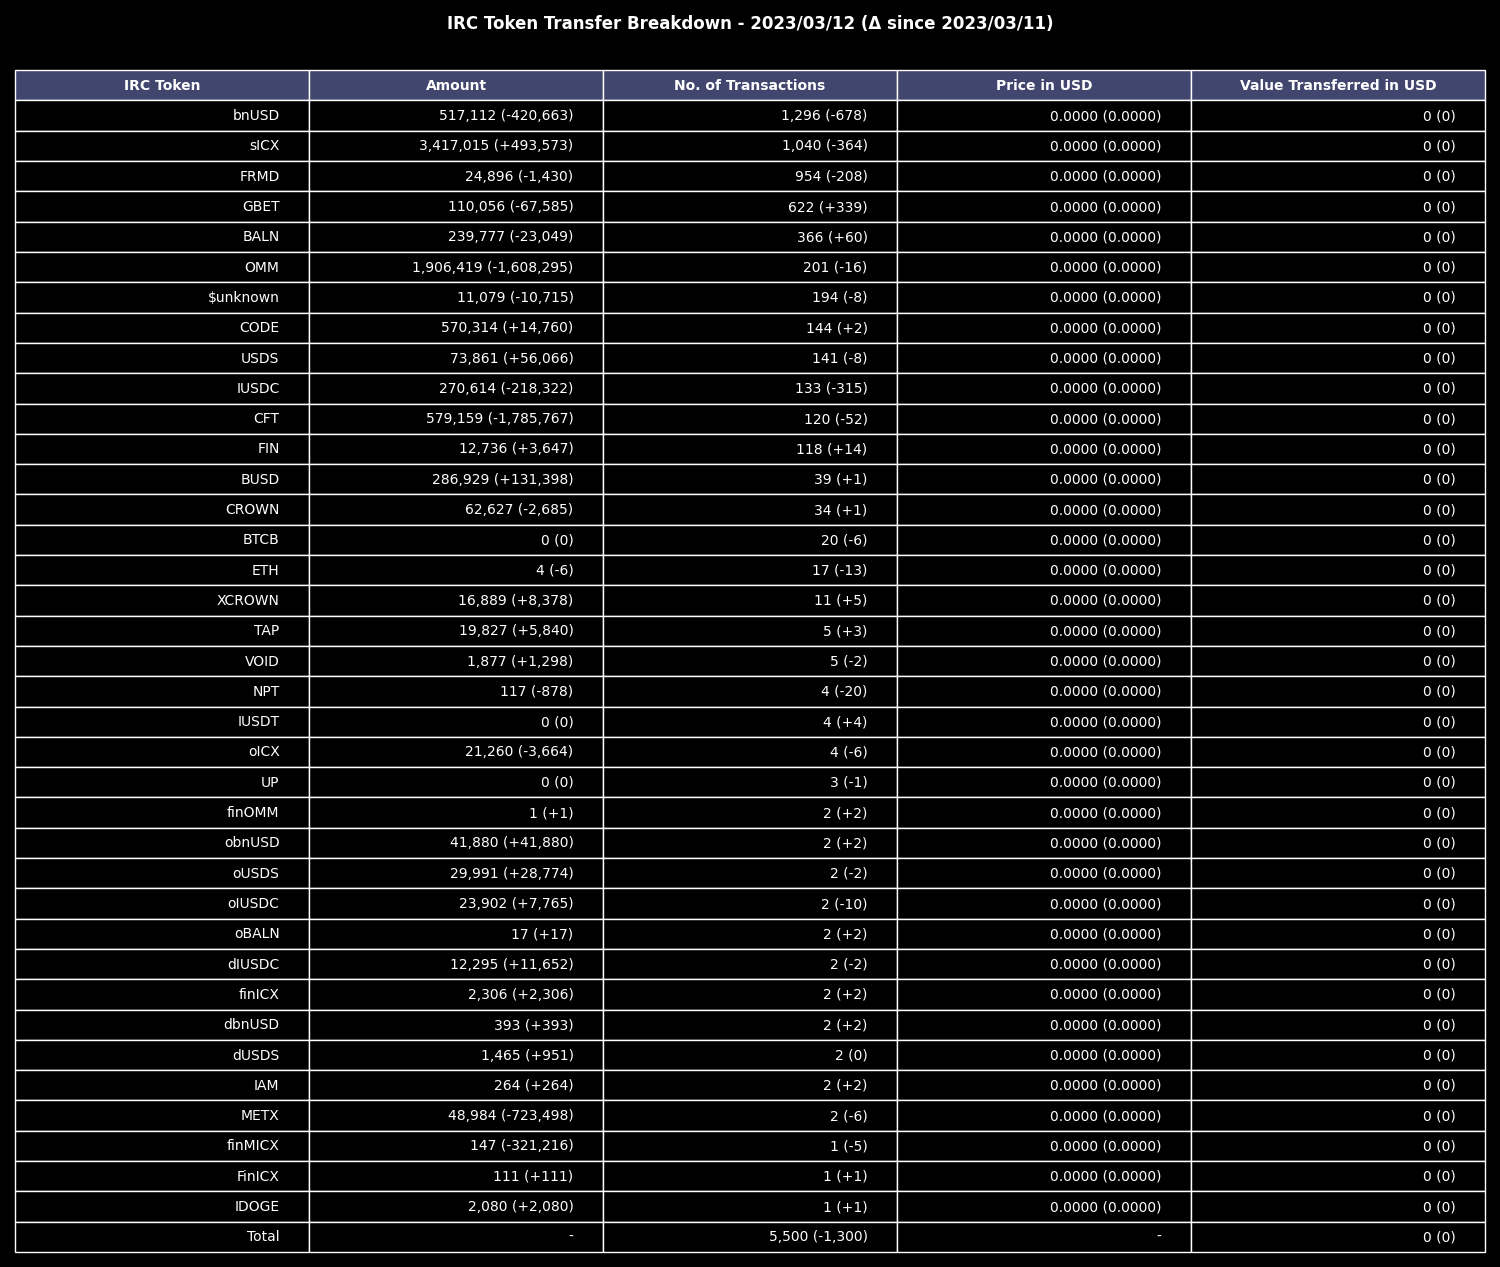 IRC Token Transfer Breakdown - 2023/03/12 (Δ since 2023/03/11)
IRC Token Amount No. of Transactions Price in USD Value Transferred in USD
bnUSD 517,112 (-420,663) 1,296 (-678) 0.0000 (0.0000) 0 (0)
sICX 3,417,015 (+493,573) 1,040 (-364) 0.0000 (0.0000) 0 (0)
FRMD 24,896 (-1,430) 954 (-208) 0.0000 (0.0000) 0 (0)
GBET 110,056 (-67,585) 622 (+339) 0.0000 (0.0000) 0 (0)
BALN 239,777 (-23,049) 366 (+60) 0.0000 (0.0000) 0 (0)
OMM 1,906,419 (-1,608,295) 201 (-16) 0.0000 (0.0000) 0 (0)
$unknown 11,079 (-10,715) 194 (-8) 0.0000 (0.0000) 0 (0)
CODE 570,314 (+14,760) 144 (+2) 0.0000 (0.0000) 0 (0)
USDS 73,861 (+56,066) 141 (-8) 0.0000 (0.0000) 0 (0)
IUSDC 270,614 (-218,322) 133 (-315) 0.0000 (0.0000) 0 (0)
CFT 579,159 (-1,785,767) 120 (-52) 0.0000 (0.0000) 0 (0)
FIN 12,736 (+3,647) 118 (+14) 0.0000 (0.0000) 0 (0)
BUSD 286,929 (+131,398) 39 (+1) 0.0000 (0.0000) 0 (0)
CROWN 62,627 (-2,685) 34 (+1) 0.0000 (0.0000) 0 (0)
BTCB 0 (0) 20 (-6) 0.0000 (0.0000) 0 (0)
ETH 4 (-6) 17 (-13) 0.0000 (0.0000) 0 (0)
XCROWN 16,889 (+8,378) 11 (+5) 0.0000 (0.0000) 0 (0)
TAP 19,827 (+5,840) 5 (+3) 0.0000 (0.0000) 0 (0)
VOID 1,877 (+1,298) 5 (-2) 0.0000 (0.0000) 0 (0)
NPT 117 (-878) 4 (-20) 0.0000 (0.0000) 0 (0)
IUSDT 0 (0) 4 (+4) 0.0000 (0.0000) 0 (0)
oICX 21,260 (-3,664) 4 (-6) 0.0000 (0.0000) 0 (0)
UP 0 (0) 3 (-1) 0.0000 (0.0000) 0 (0)
finOMM 1 (+1) 2 (+2) 0.0000 (0.0000) 0 (0)
obnUSD 41,880 (+41,880) 2 (+2) 0.0000 (0.0000) 0 (0)
oUSDS 29,991 (+28,774) 2 (-2) 0.0000 (0.0000) 0 (0)
oIUSDC 23,902 (+7,765) 2 (-10) 0.0000 (0.0000) 0 (0)
oBALN 17 (+17) 2 (+2) 0.0000 (0.0000) 0 (0)
dIUSDC 12,295 (+11,652) 2 (-2) 0.0000 (0.0000) 0 (0)
finICX 2,306 (+2,306) 2 (+2) 0.0000 (0.0000) 0 (0)
dbnUSD 393 (+393) 2 (+2) 0.0000 (0.0000) 0 (0)
dUSDS 1,465 (+951) 2 (0) 0.0000 (0.0000) 0 (0)
IAM 264 (+264) 2 (+2) 0.0000 (0.0000) 0 (0)
METX 48,984 (-723,498) 2 (-6) 0.0000 (0.0000) 0 (0)
finMICX 147 (-321,216) 1 (-5) 0.0000 (0.0000) 0 (0)
FinICX 111 (+111) 1 (+1) 0.0000 (0.0000) 0 (0)
IDOGE 2,080 (+2,080) 1 (+1) 0.0000 (0.0000) 0 (0)
Total - 5,500 (-1,300) - 0 (0)